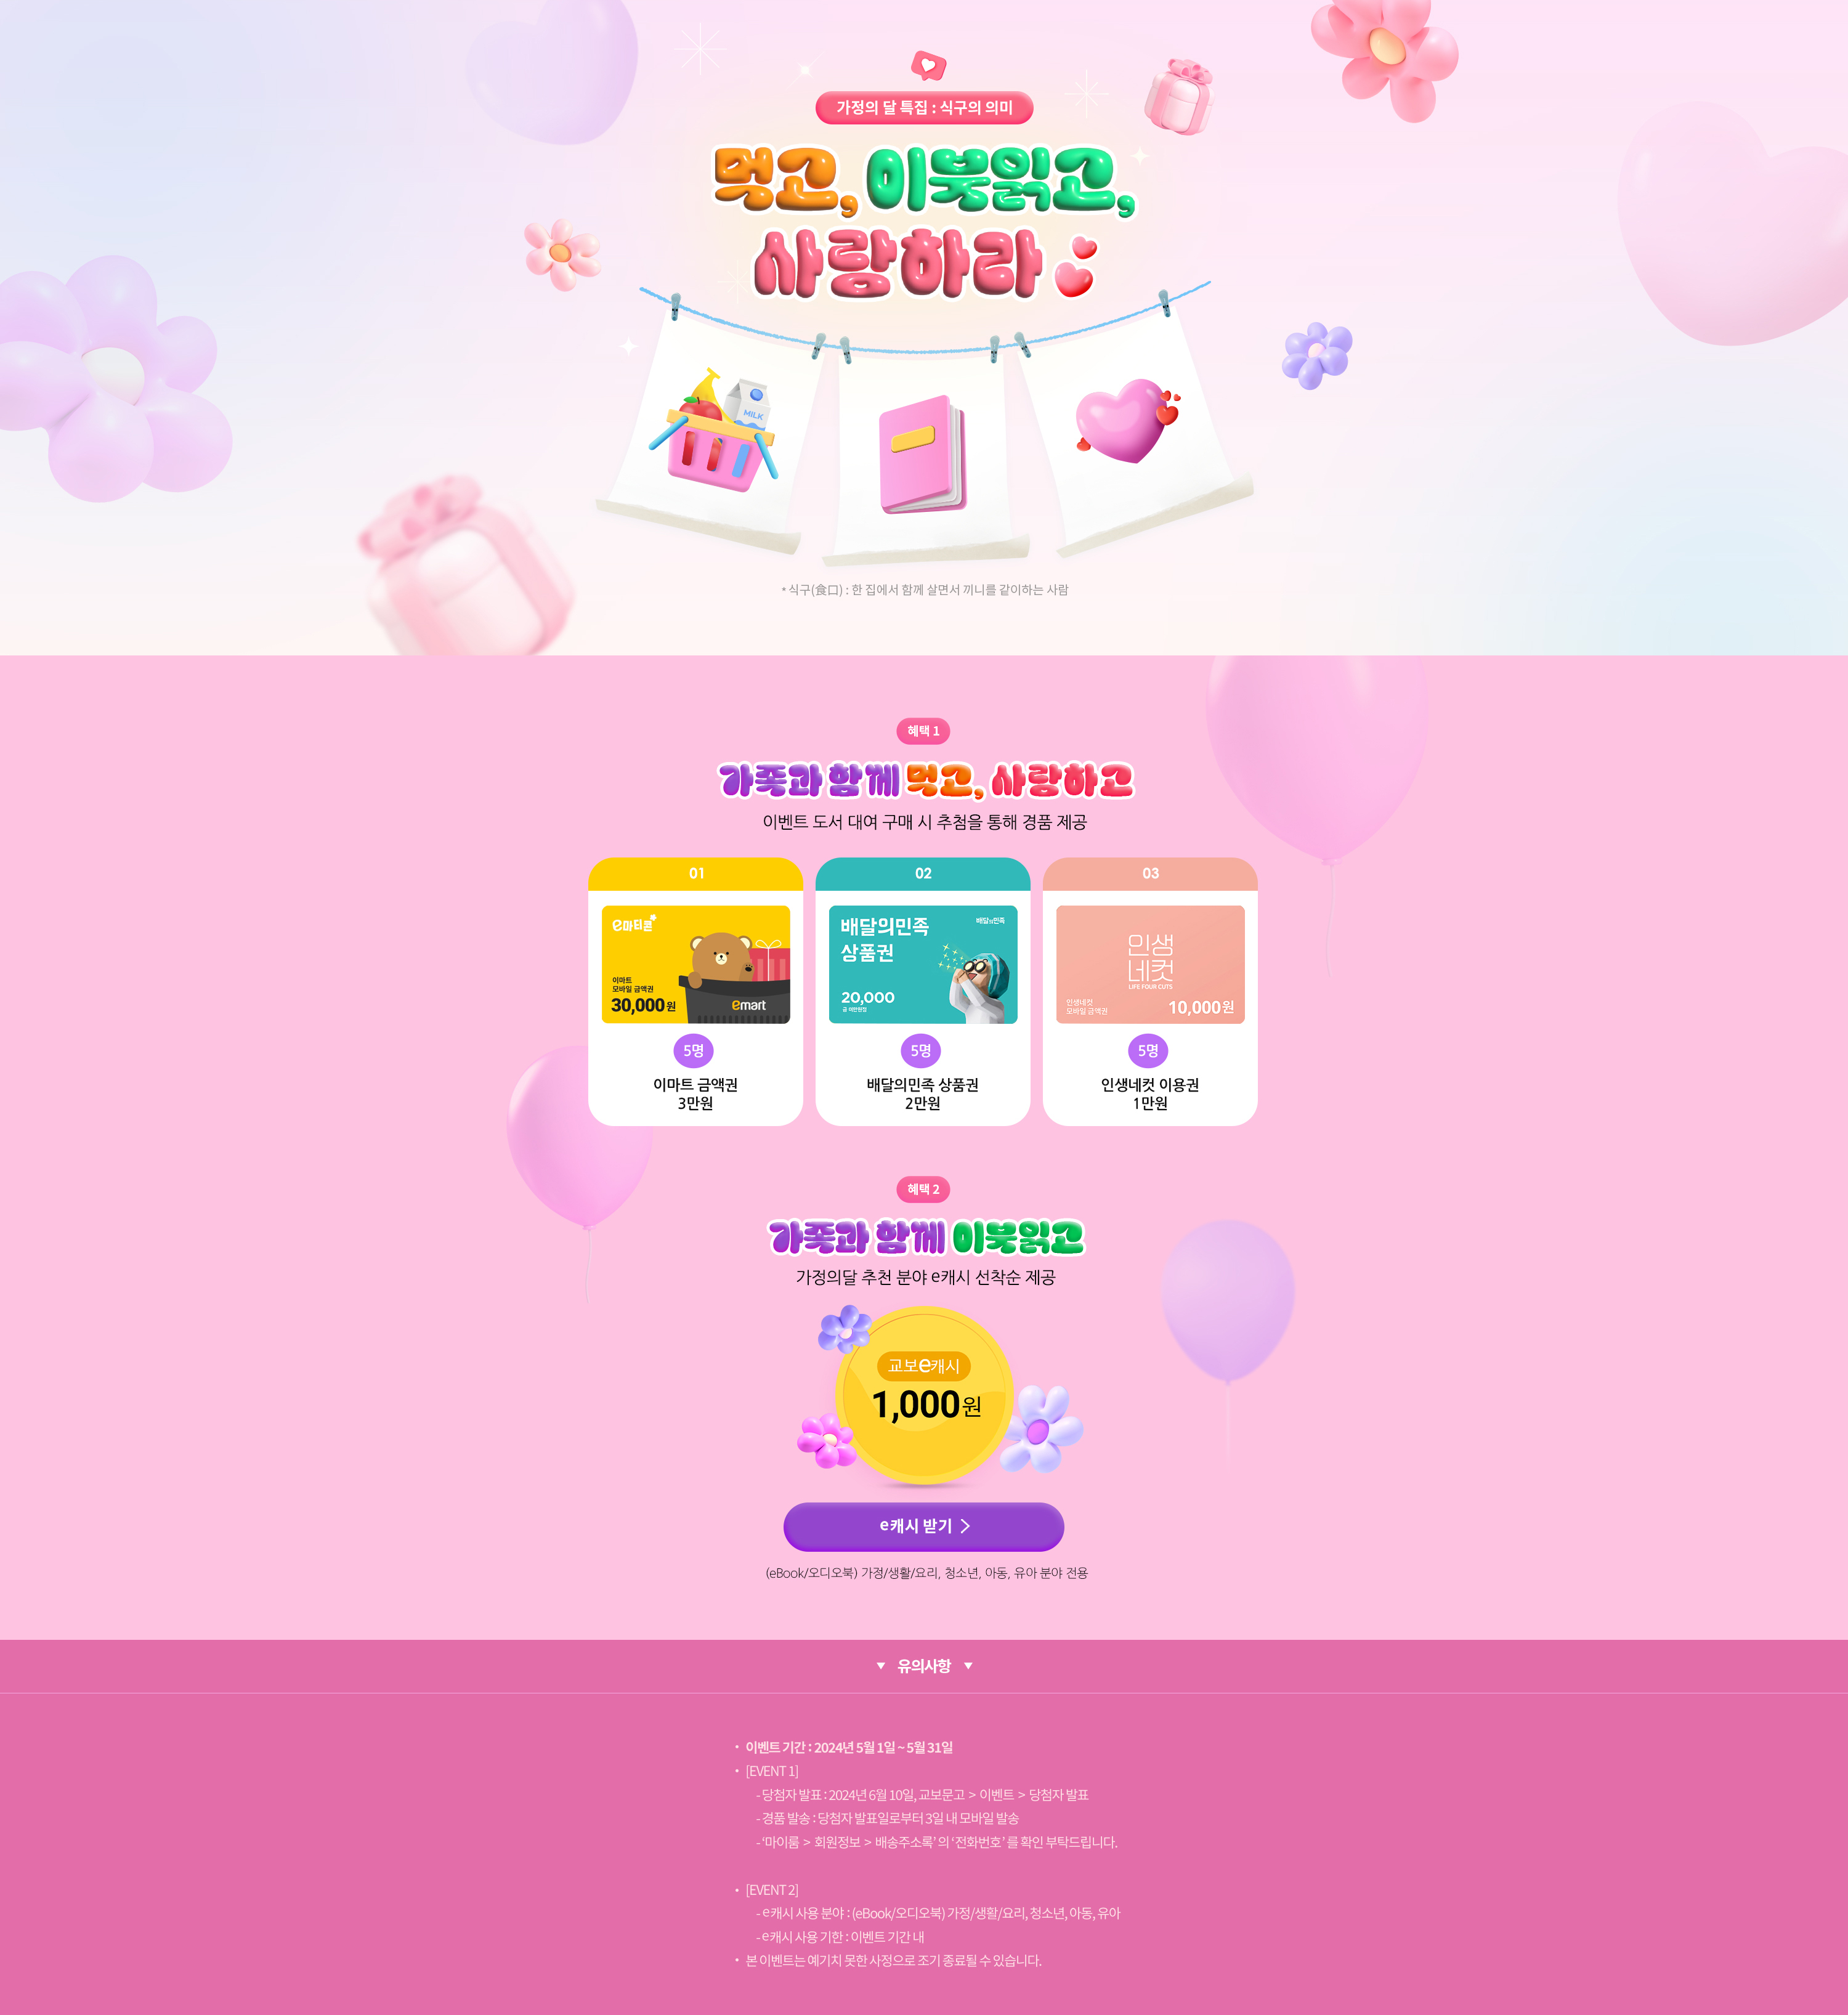 가정의 달 특집 : 식구의 의미
먹고, 이북읽고,
사랑하라
MILK
* 식구(食口) : 한 집에서 함께 살면서 끼니를 같이하는 사람
혜택 1
가족과 함께 먹고, 사랑하고
이벤트 도서 대여 구매 시 추첨을 통해 경품 제공
01
e마티콘
이마트
모바일 금액권
30,000원
emart
5명
이마트 금액권
3만원
02
배달의민족
상품권
배달의민족
20,000
금 이만원정
5명
배달의민족 상품권
2만원
03
인생
네컷
LIFE FOUR CUTS
인생네컷
모바일 금액권
10,000원
5명
인생네컷 이용권
1만원
혜택 2
가족과 함께 이북읽고
가정의달 추천 분야 e캐시 선착순 제공
교보e캐시
1,000원
e캐시 받기 >
(eBook/오디오북) 가정/생활/요리, 청소년, 아동, 유아 분야 전용
▼ 유의사항 ▼
• 이벤트 기간 : 2024년 5월 1일 ~ 5월 31일
• [EVENT 1]
- 당첨자 발표 : 2024년 6월 10일, 교보문고 > 이벤트 > 당첨자 발표
- 경품 발송 : 당첨자 발표일로부터 3일 내 모바일 발송
- ‘마이룸 > 회원정보 > 배송주소록’ 의 ‘전화번호’ 를 확인 부탁드립니다.
• [EVENT 2]
- e캐시 사용 분야 : (eBook/오디오북) 가정/생활/요리, 청소년, 아동, 유아
- e캐시 사용 기한 : 이벤트 기간 내
• 본 이벤트는 예기치 못한 사정으로 조기 종료될 수 있습니다.